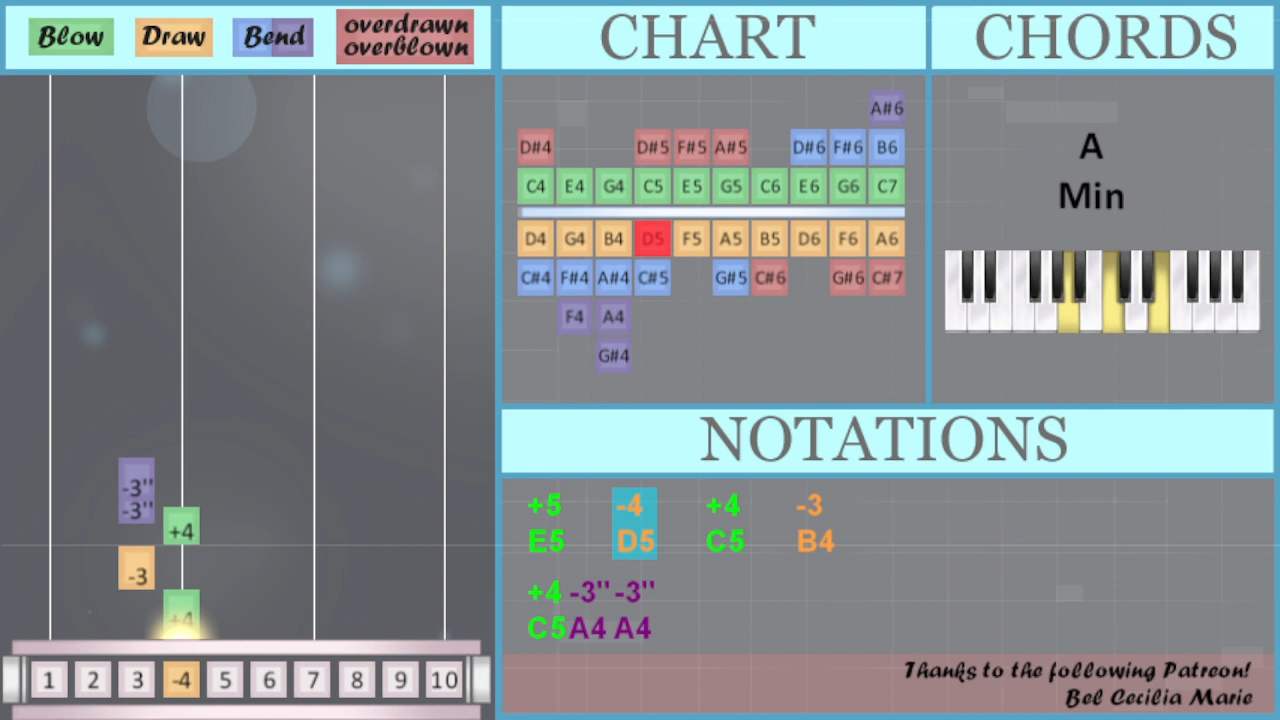 Blow Draw Bend overdrawn
overblown
CHART
CHORDS
A#6
D#4 D#5 F#5 A#5 D#6 F#6 B6
C4 E4 G4 C5 E5 G5 C6 E6 G6 C7
D4 G4 B4 D5 F5 A5 B5 D6 F6 A6
C#4 F#4 A#4 C#5 G#5 C#6 G#6 C#7
F4 A4
G#4
A
Min
-3''
-3''
+4
-3
+4
1 2 3 -4 5 6 7 8 9 10
NOTATIONS
+5 -4 +4 -3
E5 D5 C5 B4
+4 -3'' -3''
C5 A4 A4
Thanks to the following Patreon!
Bel Cecilia Marie